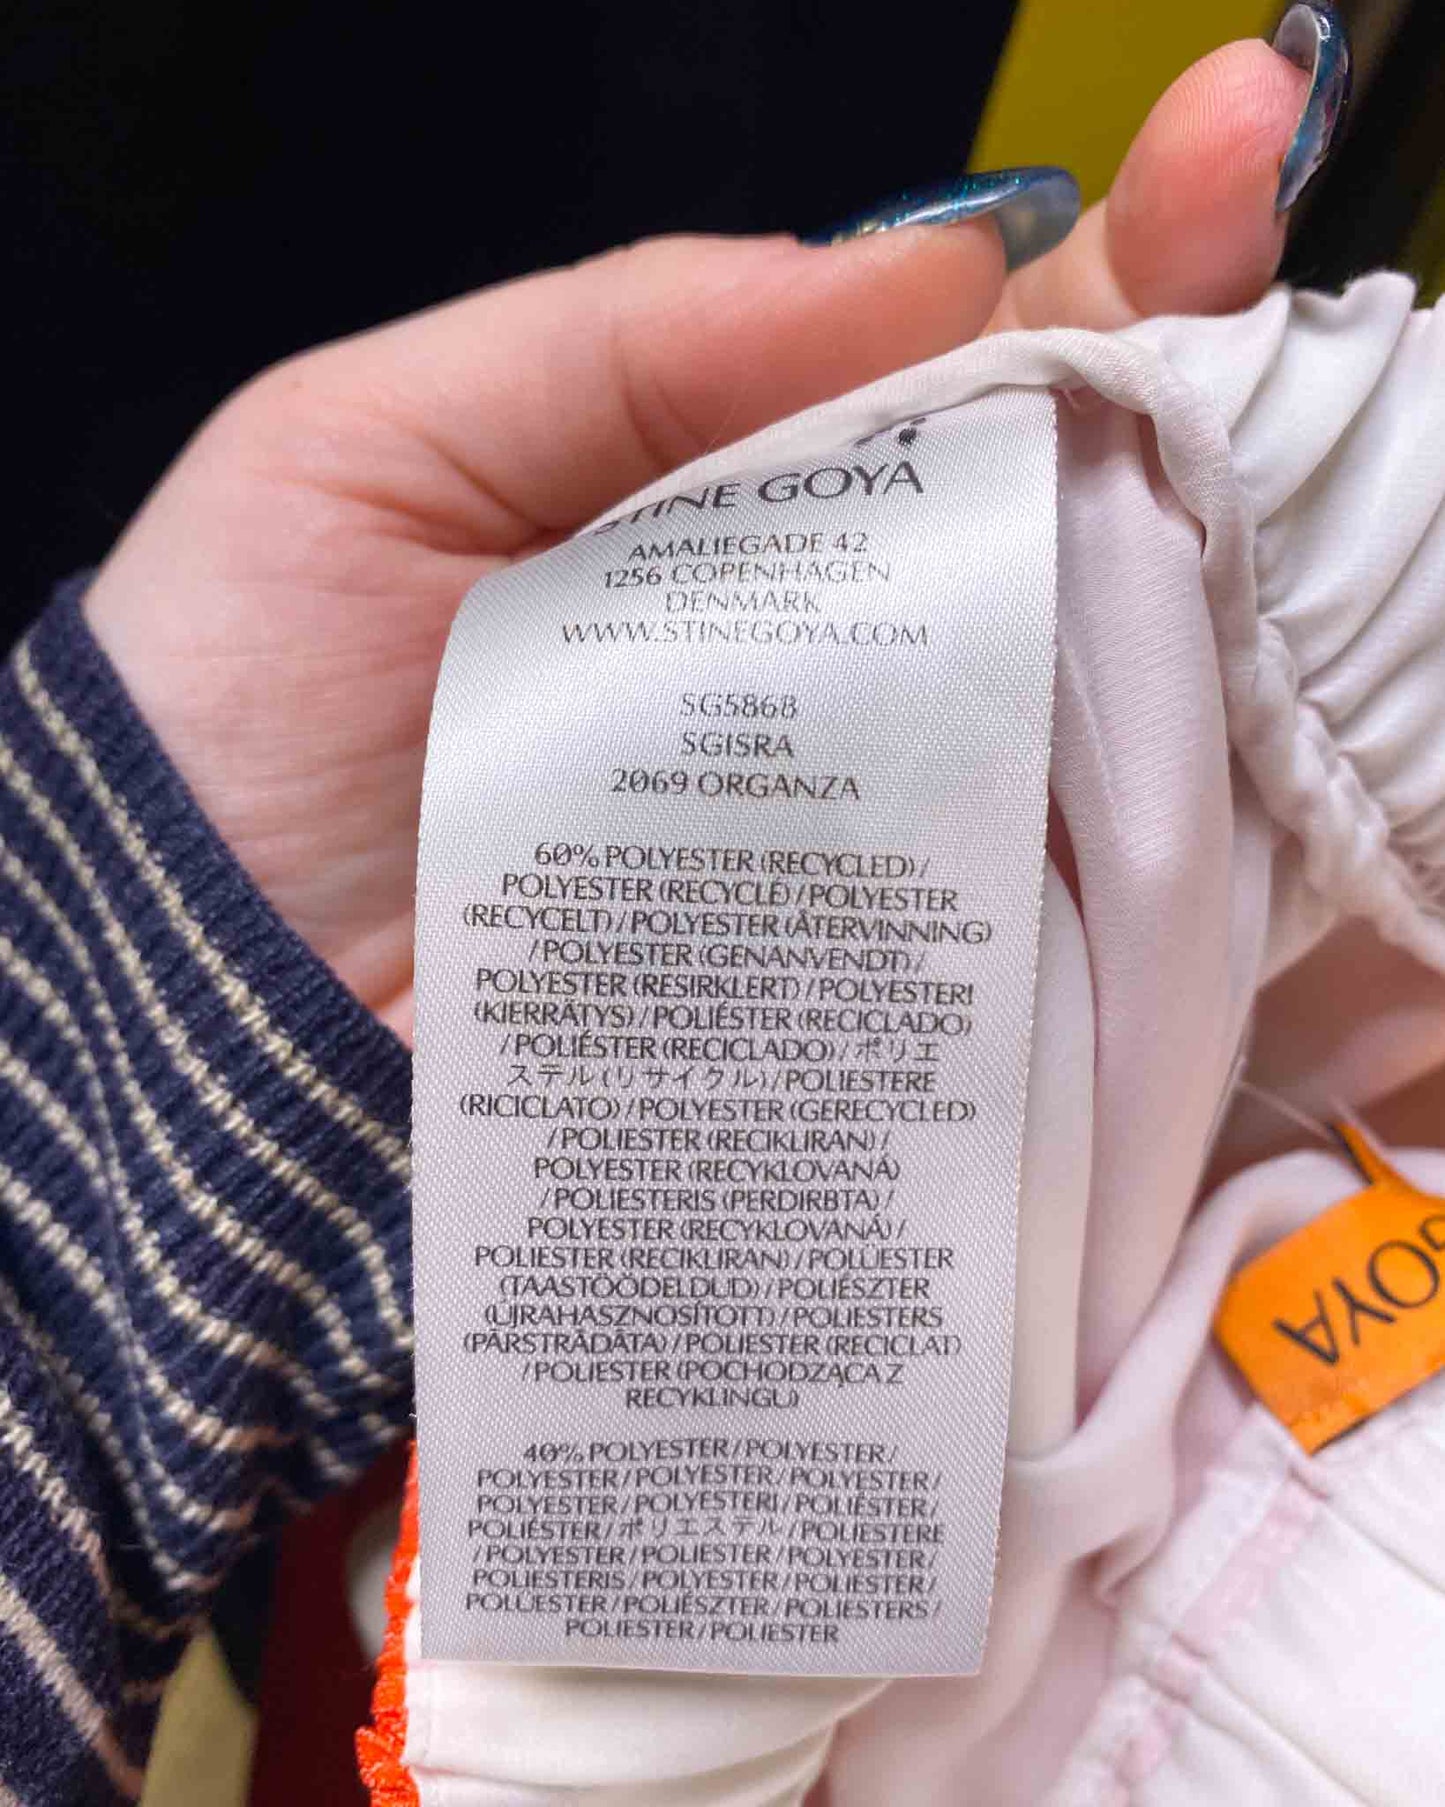 STINE GOYA
AMALIEGADE 42
1256 COPENHAGEN
DENMARK
WWW.STINEGOYA.COM
SG5868
SGISRA
2069 ORGANZA
60% POLYESTER (RECYCLED) /
POLYESTER (RECYCLÉ) / POLYESTER
(RECYCELT) / POLYESTER (ÅTERVINNING)
/ POLYESTER (GENANVENDT) /
POLYESTER (RESIRKLERT) / POLYESTERI
(KIERRÄTYS) / POLIÉSTER (RECICLADO)
/ POLIÉSTER (RECICLADO) / ポリエ
ステル (リサイクル) / POLIESTERE
(RICICLATO) / POLYESTER (GERECYCLED)
/ POLIESTER (RECIKLIRAN) /
POLYESTER (RECYKLOVANÁ)
/ POLIESTERIS (PERDIRBTA) /
POLYESTER (RECYKLOVANÁ) /
POLIESTER (RECIKLIRAN) / POLÜESTER
(TAASTÖÖDELDUD) / POLIÉSZTER
(ÚJRAHASZNOSÍTOTT) / POLIESTERS
(PĀRSTRĀDĀTA) / POLIESTER (RECICLAT)
/ POLIESTER (POCHODZĄCA Z
RECYKLINGU)
40% POLYESTER / POLYESTER /
POLYESTER / POLYESTER / POLYESTER /
POLYESTER / POLYESTERI / POLIÉSTER /
POLIÉSTER / ポリエステル / POLIESTERE
/ POLYESTER / POLIESTER / POLYESTER /
POLIESTERIS / POLYESTER / POLIESTER /
POLÜESTER / POLIÉSZTER / POLIESTERS /
POLIESTER / POLIESTER
GOYA